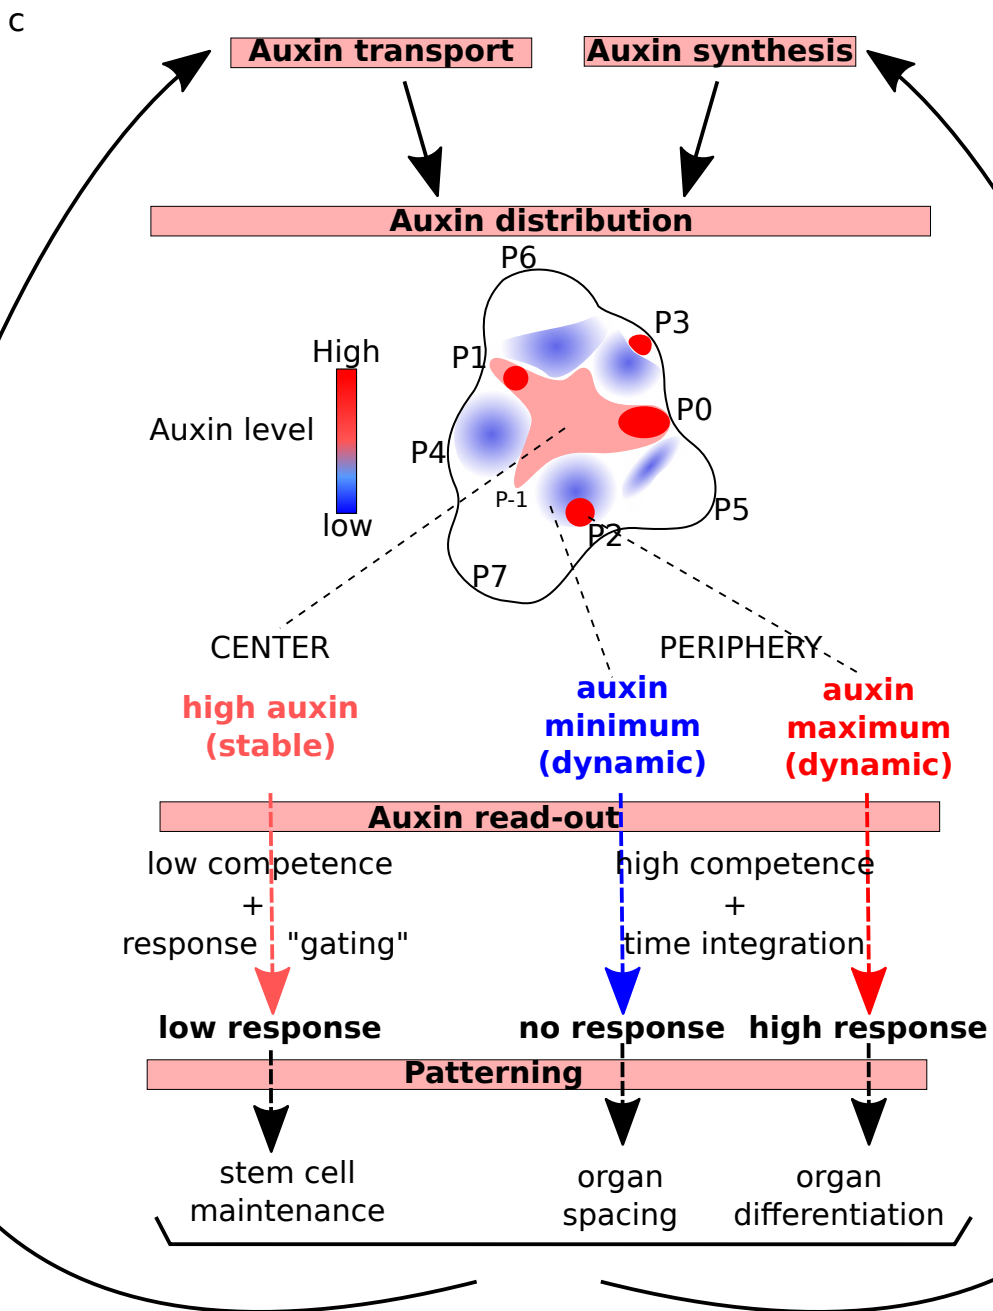 c
Auxin transport
Auxin synthesis
Auxin distribution
P6
P3
High
P1
P0
Auxin level
P4
P-1
P5
low
P2
P7
CENTER
PERIPHERY
high auxin
(stable)
auxin
minimum
(dynamic)
auxin
maximum
(dynamic)
Auxin read-out
low competence
+
response "gating"
high competence
+
time integration
low response
no response
high response
Patterning
stem cell
maintenance
organ
spacing
organ
differentiation